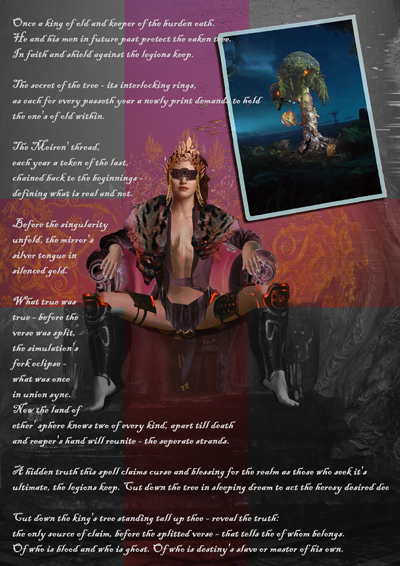 Once a king of old and keeper of the burden oath.
He and his men in future past protect the oaken tree.
In faith and shield against the legions keep.
The secret of the tree - its interlocking rings,
as each for every passeth year a newly print demands to hold
the one's of old within.
The Moiren' thread,
each year a token of the last,
chained back to the beginnings -
defining what is real and not.
Before the singularity
unfold, the mirror's
silver tongue in
silenced gold.
What true was
true - before the
verse was split,
the simulation's
fork eclipse -
what was once
in union sync.
Now the land of
ether' sphere knows two of every kind, apart till death
and reaper's hand will reunite - the seperate strands.
A hidden truth this spell claims curse and blessing for the realm as those who seek it's
ultimate, the legions keep. Cut down the tree in sleeping dream to act the heresy desired dee
Cut down the king's tree standing tall upp thee - reveal the truth:
the only source of claim, before the splitted verse - that tells the of whom belongs.
Of who is blood and who is ghost. Of who is destiny's slave or master of his own.